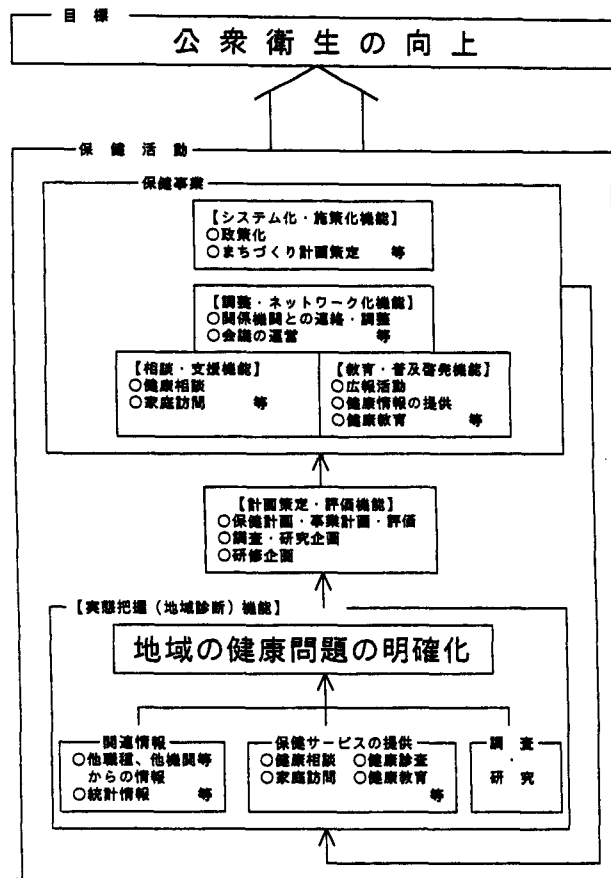 目標
公衆衛生の向上
保健活動
保健事業
【システム化・施策化機能】
○政策化
○まちづくり計画策定　等
【調整・ネットワーク化機能】
○関係機関との連絡・調整
○会議の運営　等
【相談・支援機能】
○健康相談
○家庭訪問　等
【教育・普及啓発機能】
○広報活動
○健康情報の提供
○健康教育　等
【計画策定・評価機能】
○保健計画・事業計画・評価
○調査・研究企画
○研修企画
【実態把握（地域診断）機能】
地域の健康問題の明確化
関連情報
○他職種、他機関等
からの情報
○統計情報　等
保健サービスの提供
○健康相談　○健康診査
○家庭訪問　○健康教育
等
調査
・
研究